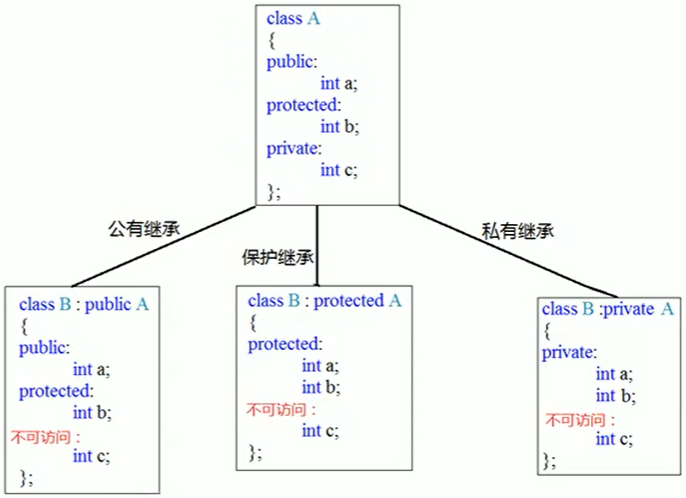 class A
{
public:
int a;
protected:
int b;
private:
int c;
};
公有继承
保护继承
私有继承
class B : public A
{
public:
int a;
protected:
int b;
不可访问：
int c;
};
class B : protected A
{
protected:
int a;
int b;
不可访问：
int c;
};
class B :private A
{
private:
int a;
int b;
不可访问：
int c;
};